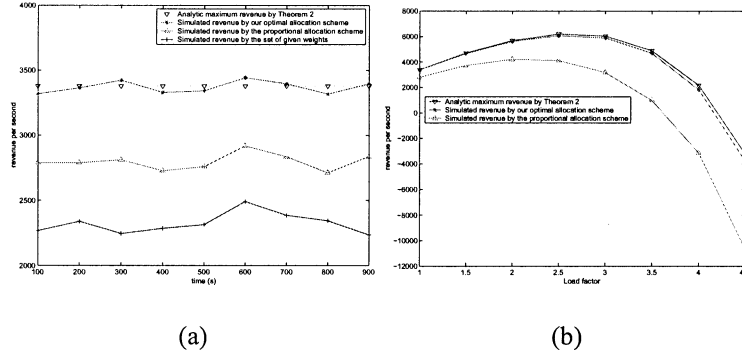 4000
3500
3000
2500
2000
revenue per second
Analytic maximum revenue by Theorem 2
Simulated revenue by our optimal allocation scheme
Simulated revenue by the proportional allocation scheme
Simulated revenue by the set of given weights
100 200 300 400 500 600 700 800 900
time (s)
(a)
8000
6000
4000
2000
0
-2000
-4000
-6000
-8000
-10000
-12000
revenue per second
Analytic maximum revenue by Theorem 2
Simulated revenue by our optimal allocation scheme
Simulated revenue by the proportional allocation scheme
1 1.5 2 2.5 3 3.5 4
Load factor
(b)